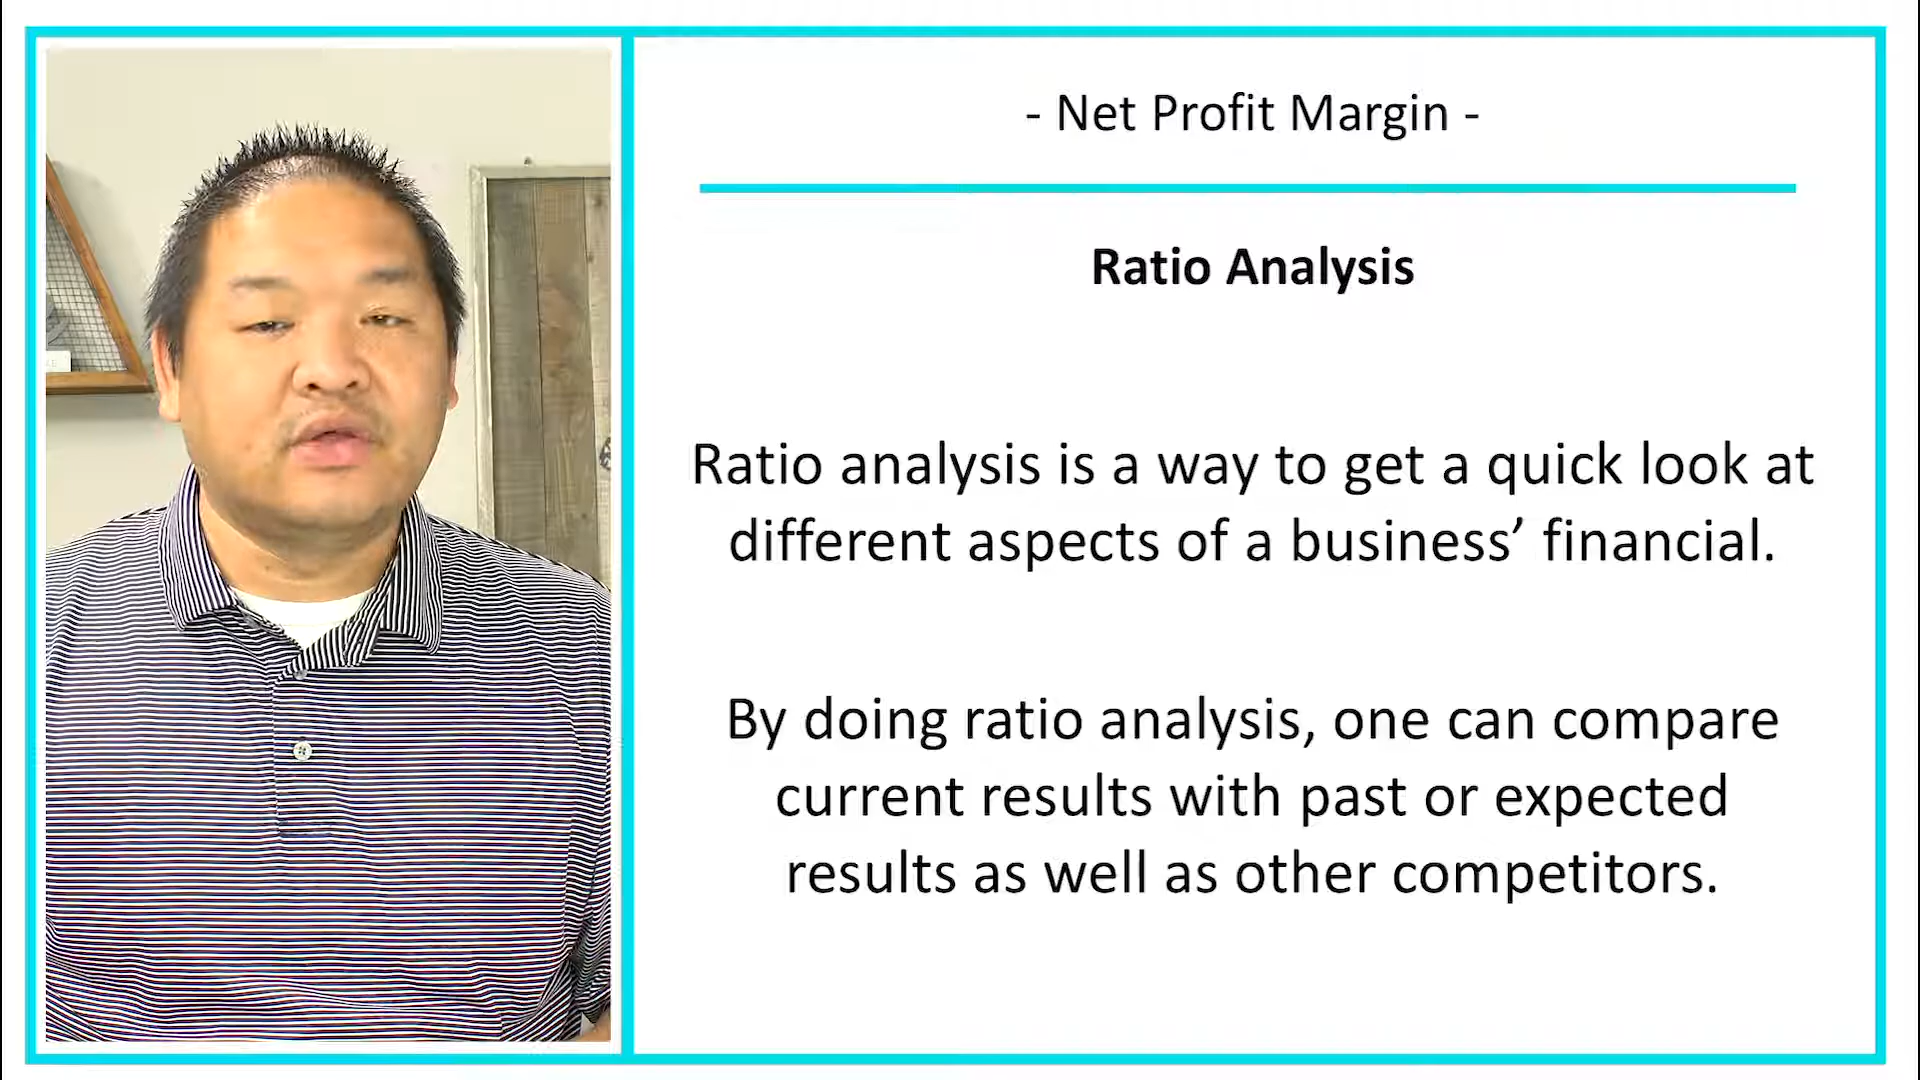 - Net Profit Margin -
Ratio Analysis
Ratio analysis is a way to get a quick look at
different aspects of a business’ financial.
By doing ratio analysis, one can compare
current results with past or expected
results as well as other competitors.